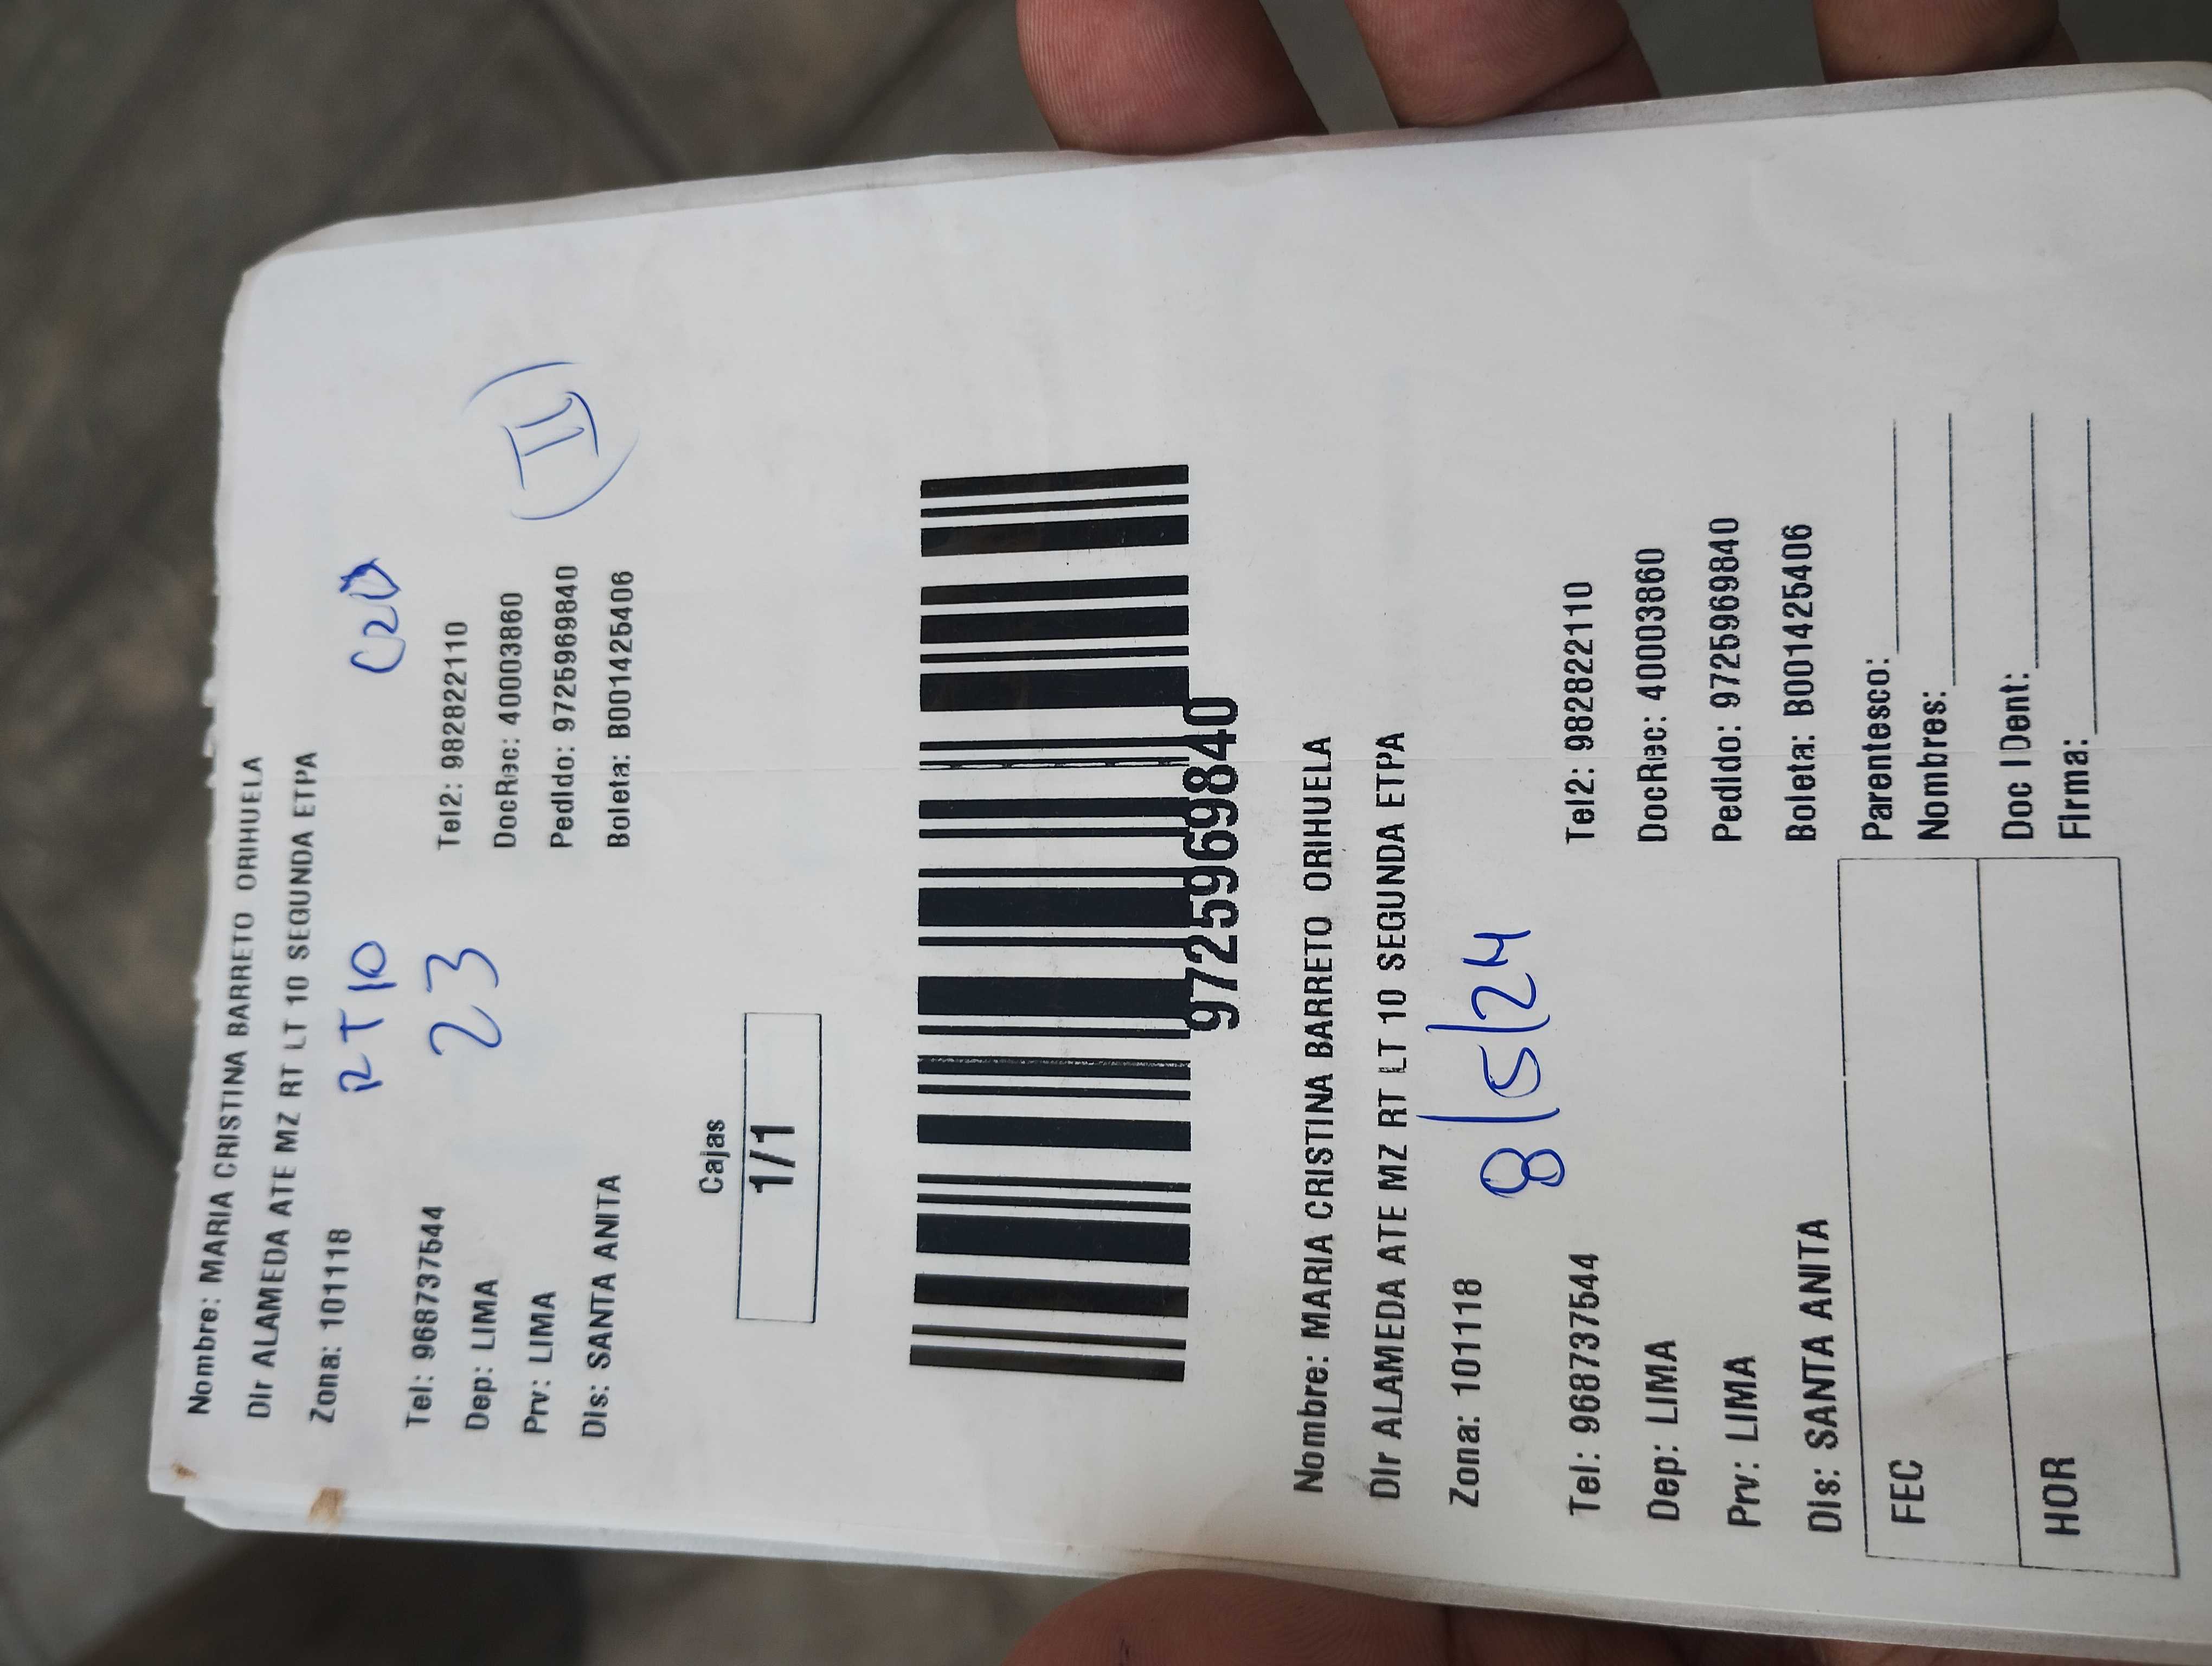 Nombre: MARIA CRISTINA BARRETO ORIHUELA
Dir ALAMEDA ATE MZ RT LT 10 SEGUNDA ETPA
Zona: 101118
RT10
C20
23
Tel: 968737544
Tel2: 982822110
Dep: LIMA
DocRec: 40003860
(II)
Prv: LIMA
Pedido: 9725969840
Dis: SANTA ANITA
Boleta: B001425406
Cajas
1/1
9725969840
Nombre: MARIA CRISTINA BARRETO ORIHUELA
Dir ALAMEDA ATE MZ RT LT 10 SEGUNDA ETPA
Zona: 101118
8/5/24
Tel: 968737544
Tel2: 982822110
Dep: LIMA
DocRec: 40003860
Prv: LIMA
Pedido: 9725969840
Dis: SANTA ANITA
Boleta: B001425406
FEC
Parentesco:
Nombres:
HOR
Doc IDent:
Firma: